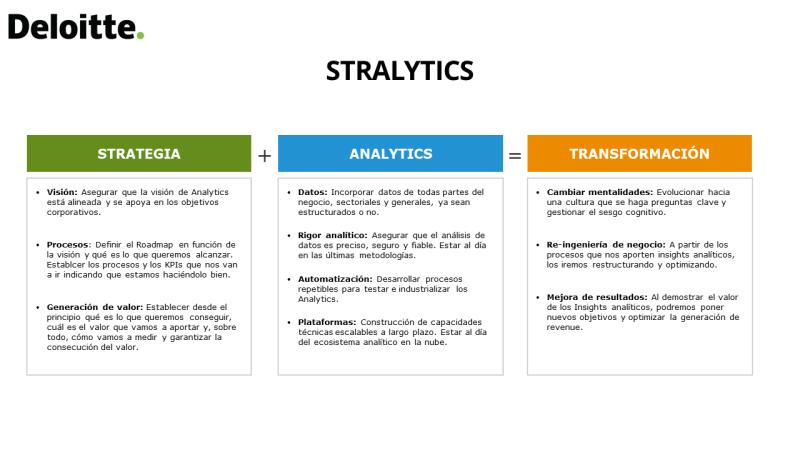 Deloitte.
STRALYTICS
STRATEGIA
+
ANALYTICS
=
TRANSFORMACIÓN
• Visión: Asegurar que la visión de Analytics
está alineada y se apoya en los objetivos
corporativos.
• Procesos: Definir el Roadmap en función de
la visión y qué es lo que queremos alcanzar.
Establcer los procesos y los KPIs que nos van
a ir indicando que estamos haciéndolo bien.
• Generación de valor: Establecer desde el
principio qué es lo que queremos conseguir,
cuál es el valor que vamos a aportar y, sobre
todo, cómo vamos a medir y garantizar la
consecución del valor.
• Datos: Incorporar datos de todas partes del
negocio, sectoriales y generales, ya sean
estructurados o no.
• Rigor analítico: Asegurar que el análisis de
datos es preciso, seguro y fiable. Estar al día
en las últimas metodologías.
• Automatización: Desarrollar procesos
repetibles para testar e industrializar los
Analytics.
• Plataformas: Construcción de capacidades
técnicas escalables a largo plazo. Estar al día
del ecosistema analítico en la nube.
• Cambiar mentalidades: Evolucionar hacia
una cultura que se haga preguntas clave y
gestionar el sesgo cognitivo.
• Re-ingeniería de negocio: A partir de los
procesos que nos aporten insights analíticos,
los iremos restructurando y optimizando.
• Mejora de resultados: Al demostrar el valor
de los Insights analíticos, podremos poner
nuevos objetivos y optimizar la generación de
revenue.